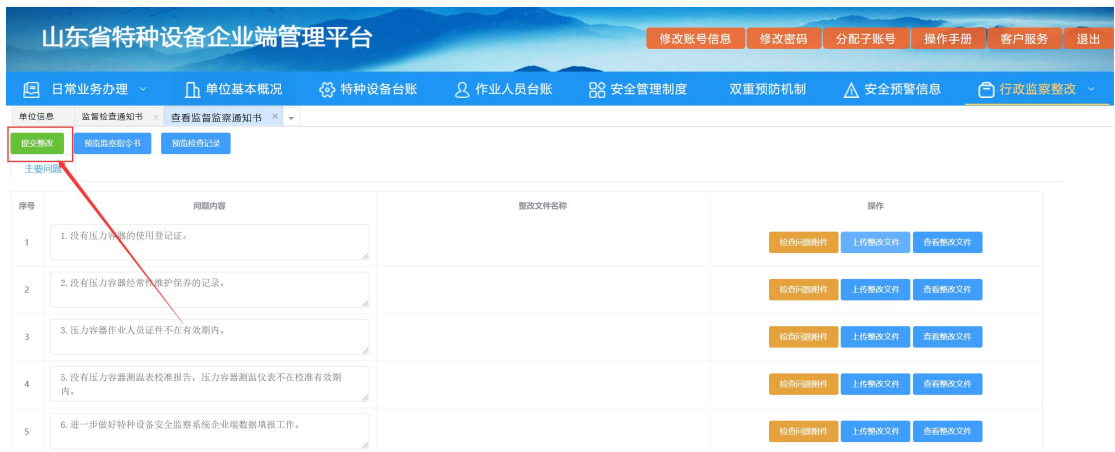 山东省特种设备企业端管理平台
修改账号信息 修改密码 分配子账号 操作手册 客户服务 退出
日常业务办理 单位基本概况 特种设备台账 作业人员台账 安全管理制度 双重预防机制 安全预警信息 行政监察整改
单位信息 监督检查通知书 × 查看监督监察通知书 ×
提交整改 预览监察指令书 预览检查记录
主要问题
序号 问题内容 整改文件名称 操作
1 1.没有压力容器的使用登记证。 检查问题附件 上传整改文件 查看整改文件
2 2.没有压力容器经常性维护保养的记录。 检查问题附件 上传整改文件 查看整改文件
3 3.压力容器作业人员证件不在有效期内。 检查问题附件 上传整改文件 查看整改文件
4 5.没有压力容器测温表校准报告，压力容器测温仪表不在校准有效期 检查问题附件 上传整改文件 查看整改文件
内。
5 6.进一步做好特种设备安全监察系统企业端数据填报工作。 检查问题附件 上传整改文件 查看整改文件